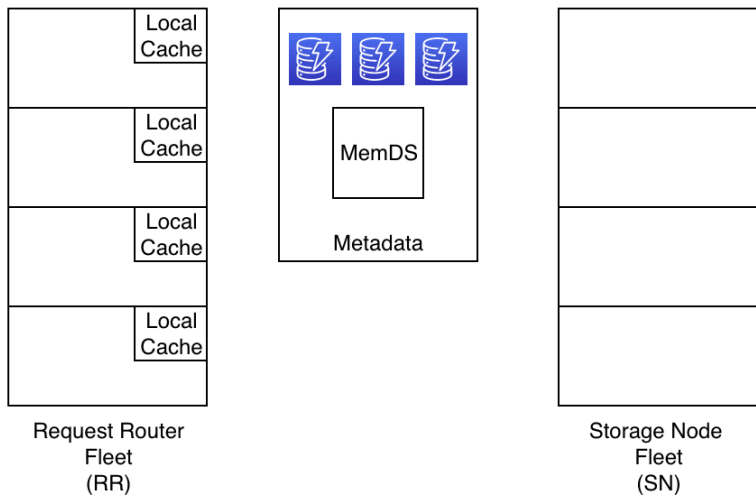 Local
Cache
Local
Cache
Local
Cache
Local
Cache
Request Router
Fleet
(RR)
MemDS
Metadata
Storage Node
Fleet
(SN)